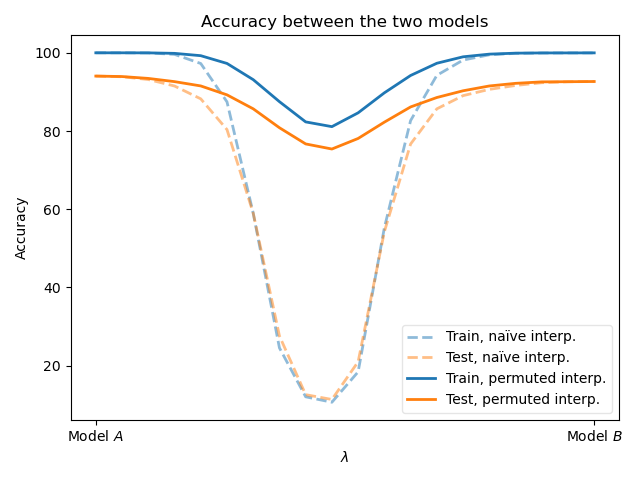 Accuracy between the two models
100
80
60
40
20
Accuracy
Train, naïve interp.
Test, naïve interp.
Train, permuted interp.
Test, permuted interp.
Model A
Model B
λ